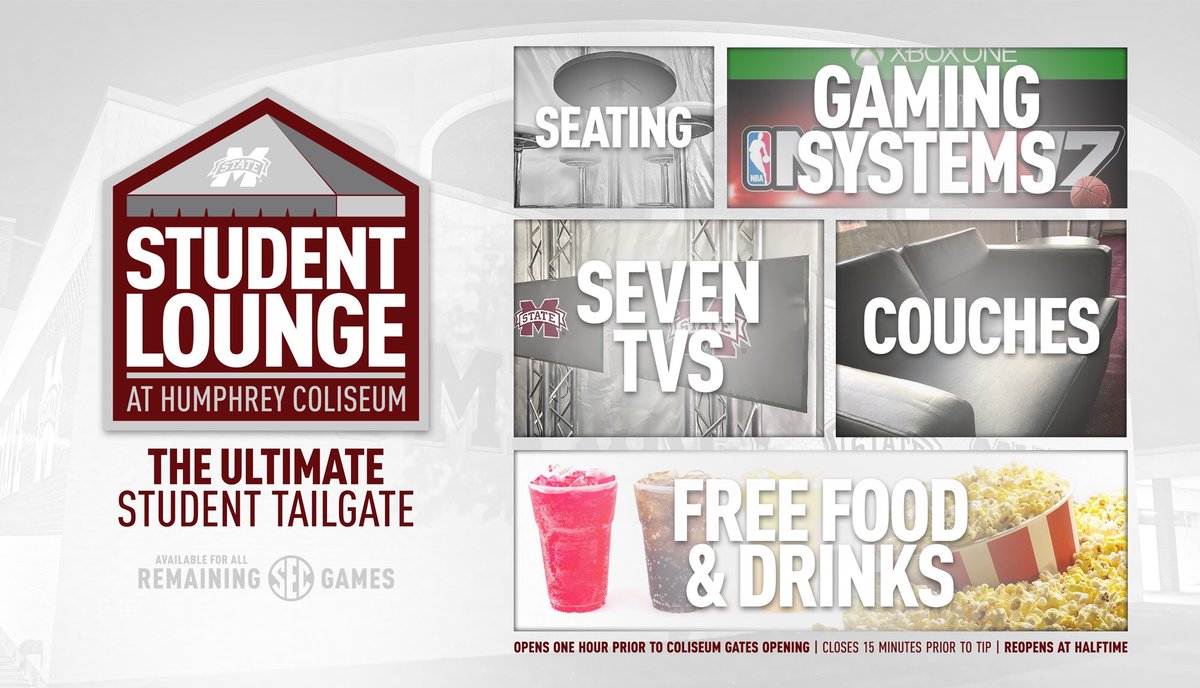 STATE
STUDENT
LOUNGE
AT HUMPHREY COLISEUM
THE ULTIMATE
STUDENT TAILGATE
AVAILABLE FOR ALL
REMAINING SEC GAMES
SEATING
XBOX ONE
GAMING
SYSTEMS
NBA
17
SEVEN
TVS
STATE
STATE
COUCHES
FREE FOOD
& DRINKS
OPENS ONE HOUR PRIOR TO COLISEUM GATES OPENING | CLOSES 15 MINUTES PRIOR TO TIP | REOPENS AT HALFTIME